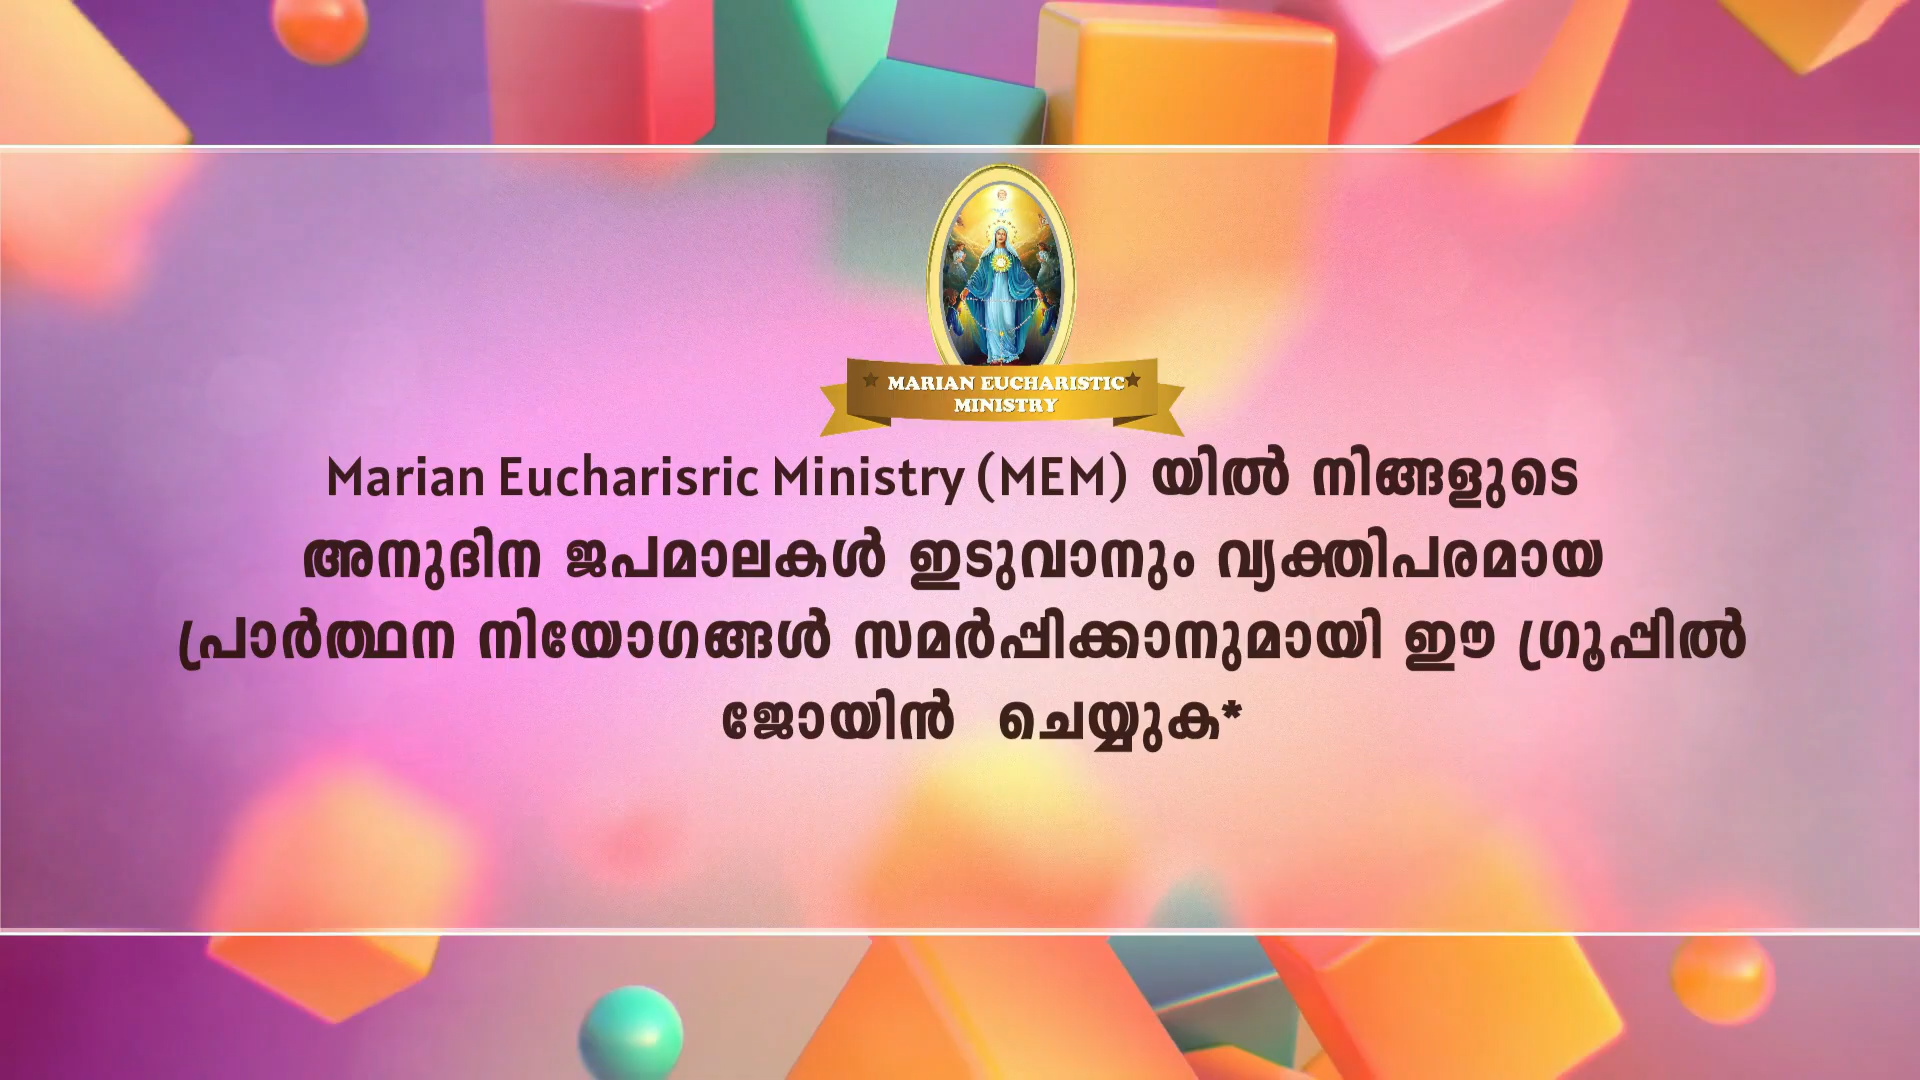 MARIAN EUCHARISTIC
MINISTRY
Marian Eucharisric Ministry (MEM) യിൽ നിങ്ങളുടെ
അനുദിന ജപമാലകൾ ഇടുവാനും വ്യക്തിപരമായ
പ്രാർത്ഥന നിയോഗങ്ങൾ സമർപ്പിക്കാനുമായി ഈ ഗ്രൂപ്പിൽ
ജോയിൻ ചെയ്യുക*